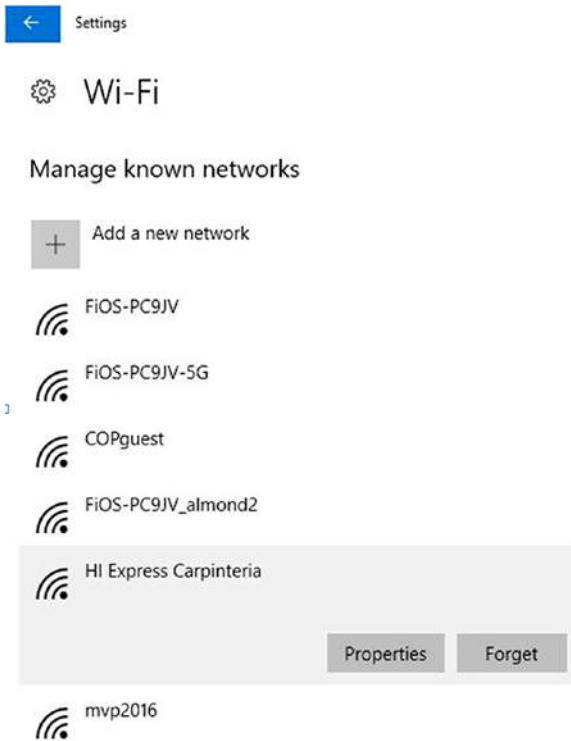 Settings
Wi-Fi
Manage known networks
Add a new network
FiOS-PC9JV
FiOS-PC9JV-5G
COPguest
FiOS-PC9JV_almond2
HI Express Carpinteria
Properties Forget
mvp2016